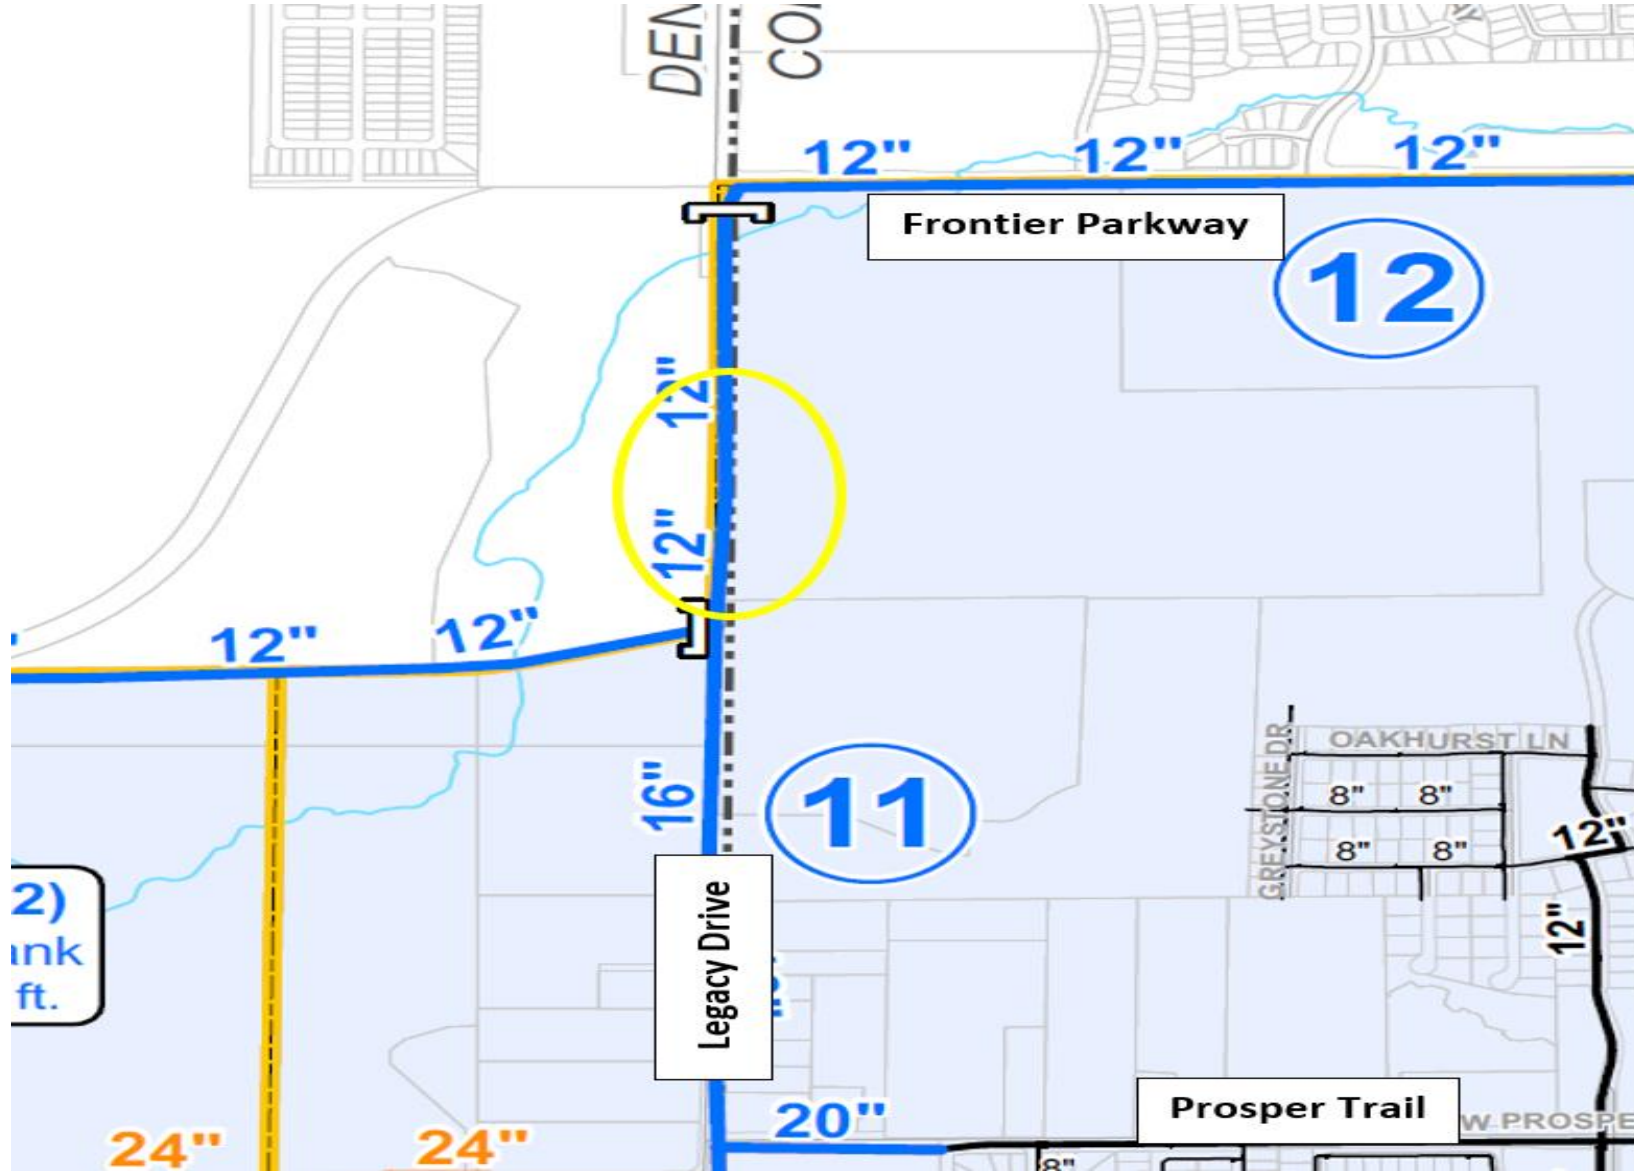 DEN
CO
12" 12" 12"
Frontier Parkway
12
12"
12"
12" 12"
16"
11
GREYSTONE DR
OAKHURST LN
8" 8"
8" 8"
12"
12"
2)
ank
ft.
Legacy Drive
20"
Prosper Trail
W PROSPE
24" 24"
8"